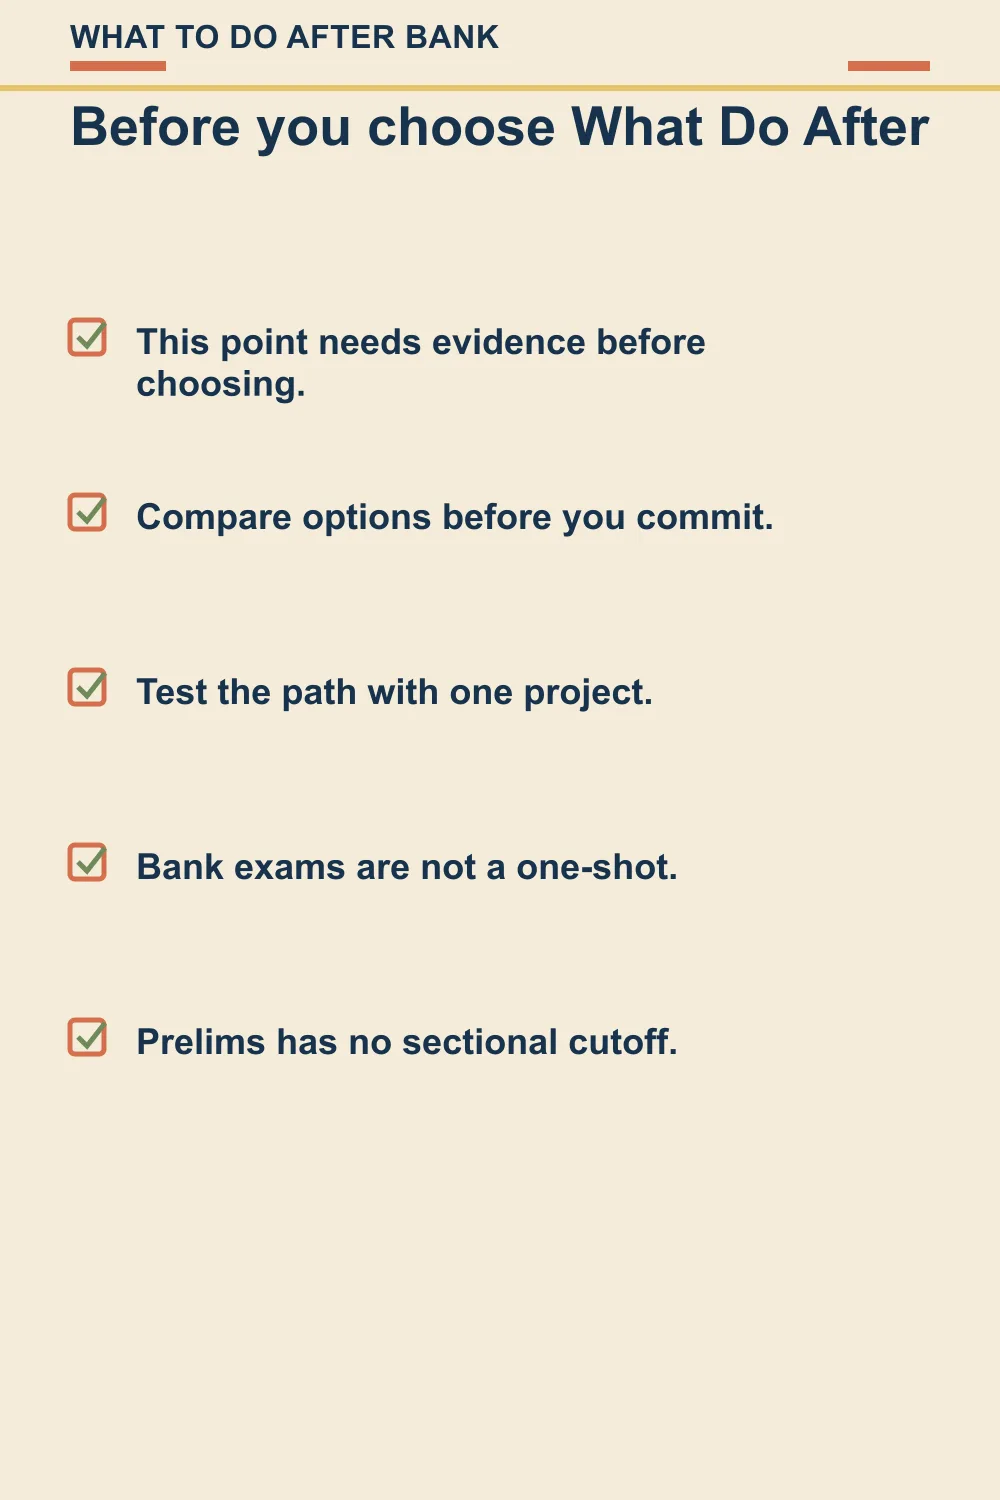 WHAT TO DO AFTER BANK
Before you choose What Do After
This point needs evidence before
choosing.
Compare options before you commit.
Test the path with one project.
Bank exams are not a one-shot.
Prelims has no sectional cutoff.